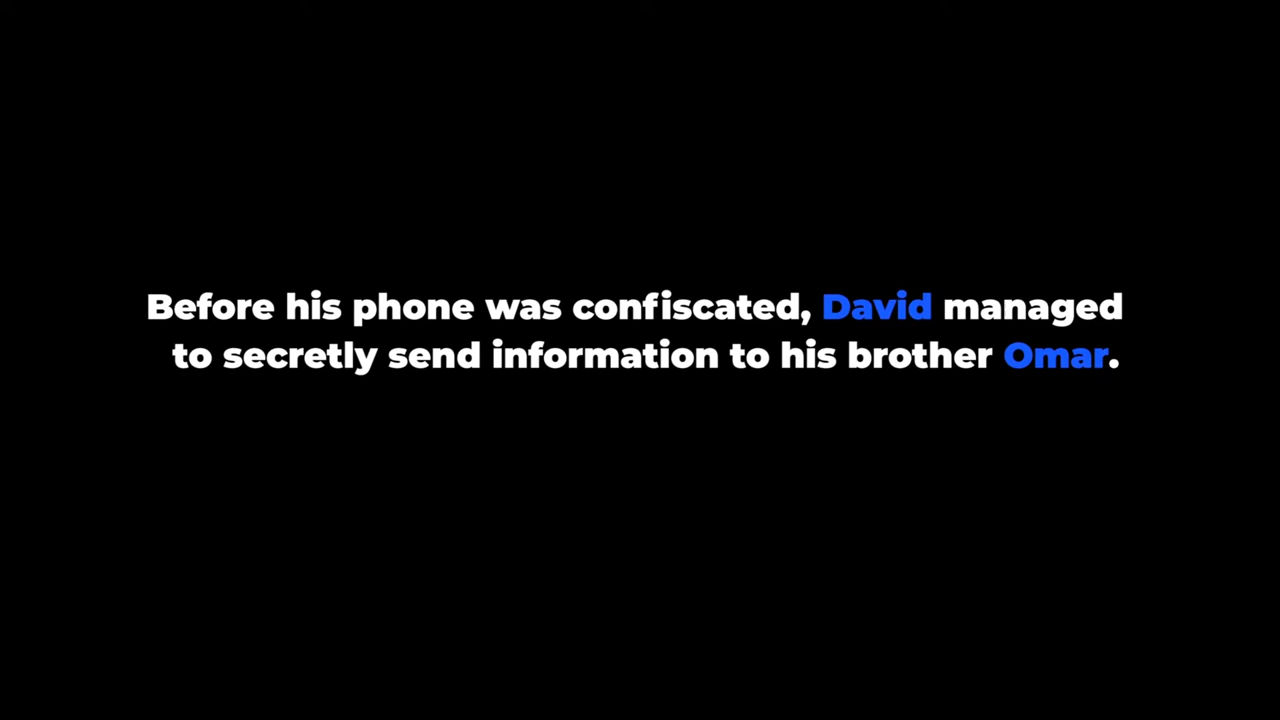 Before his phone was confiscated, David managed
to secretly send information to his brother Omar.